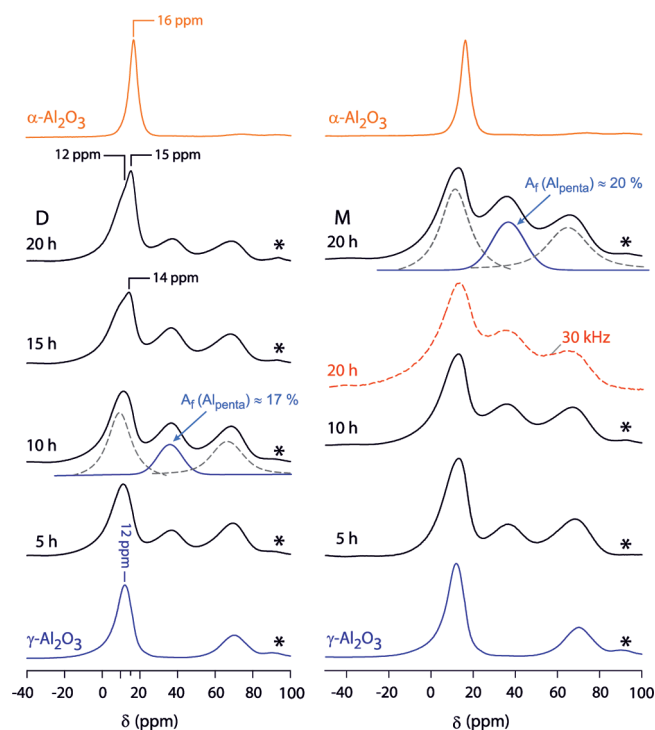 16 ppm
α-Al2O3
12 ppm
15 ppm
D
20 h
*
14 ppm
15 h
*
Af (Alpenta) ≈ 17 %
10 h
*
5 h
*
12 ppm
γ-Al2O3
*
-40 -20 0 20 40 60 80 100
δ (ppm)
α-Al2O3
Af (Alpenta) ≈ 20 %
M
20 h
*
30 kHz
20 h
10 h
*
5 h
*
γ-Al2O3
*
-40 -20 0 20 40 60 80 100
δ (ppm)